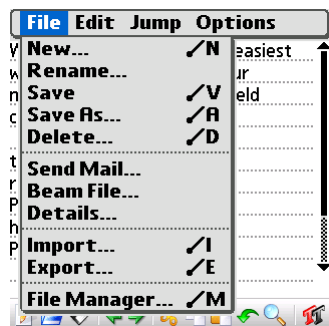 File Edit Jump Options
New... ⁄N
Rename...
Save ⁄V
Save As... ⁄A
Delete... ⁄D
Send Mail...
Beam File...
Details...
Import... ⁄I
Export... ⁄E
File Manager... ⁄M
easiest
eld